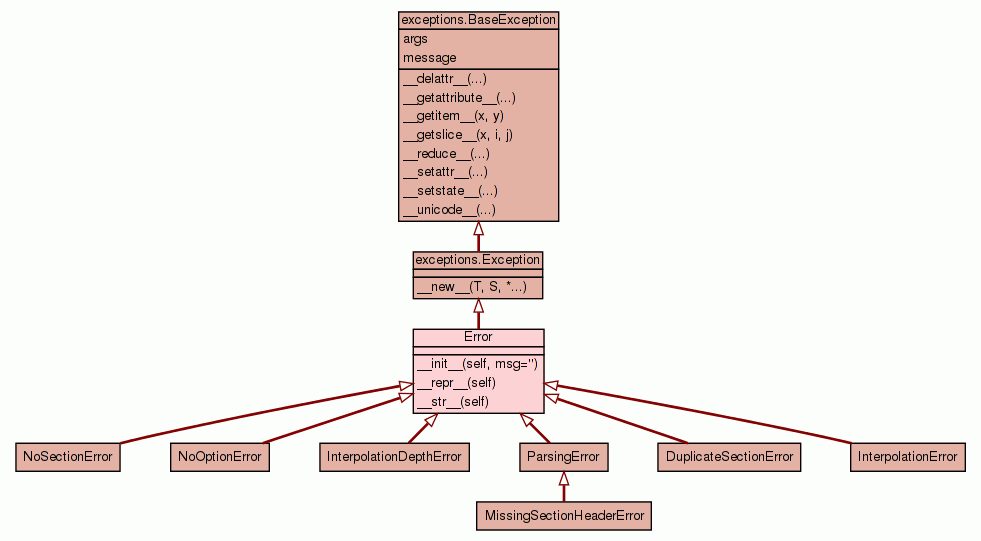 exceptions.BaseException
args
message
__delattr__(...)
__getattribute__(...)
__getitem__(x, y)
__getslice__(x, i, j)
__reduce__(...)
__setattr__(...)
__setstate__(...)
__unicode__(...)
exceptions.Exception
__new__(T, S, *...)
Error
__init__(self, msg='')
__repr__(self)
__str__(self)
NoSectionError
NoOptionError
InterpolationDepthError
ParsingError
DuplicateSectionError
InterpolationError
MissingSectionHeaderError